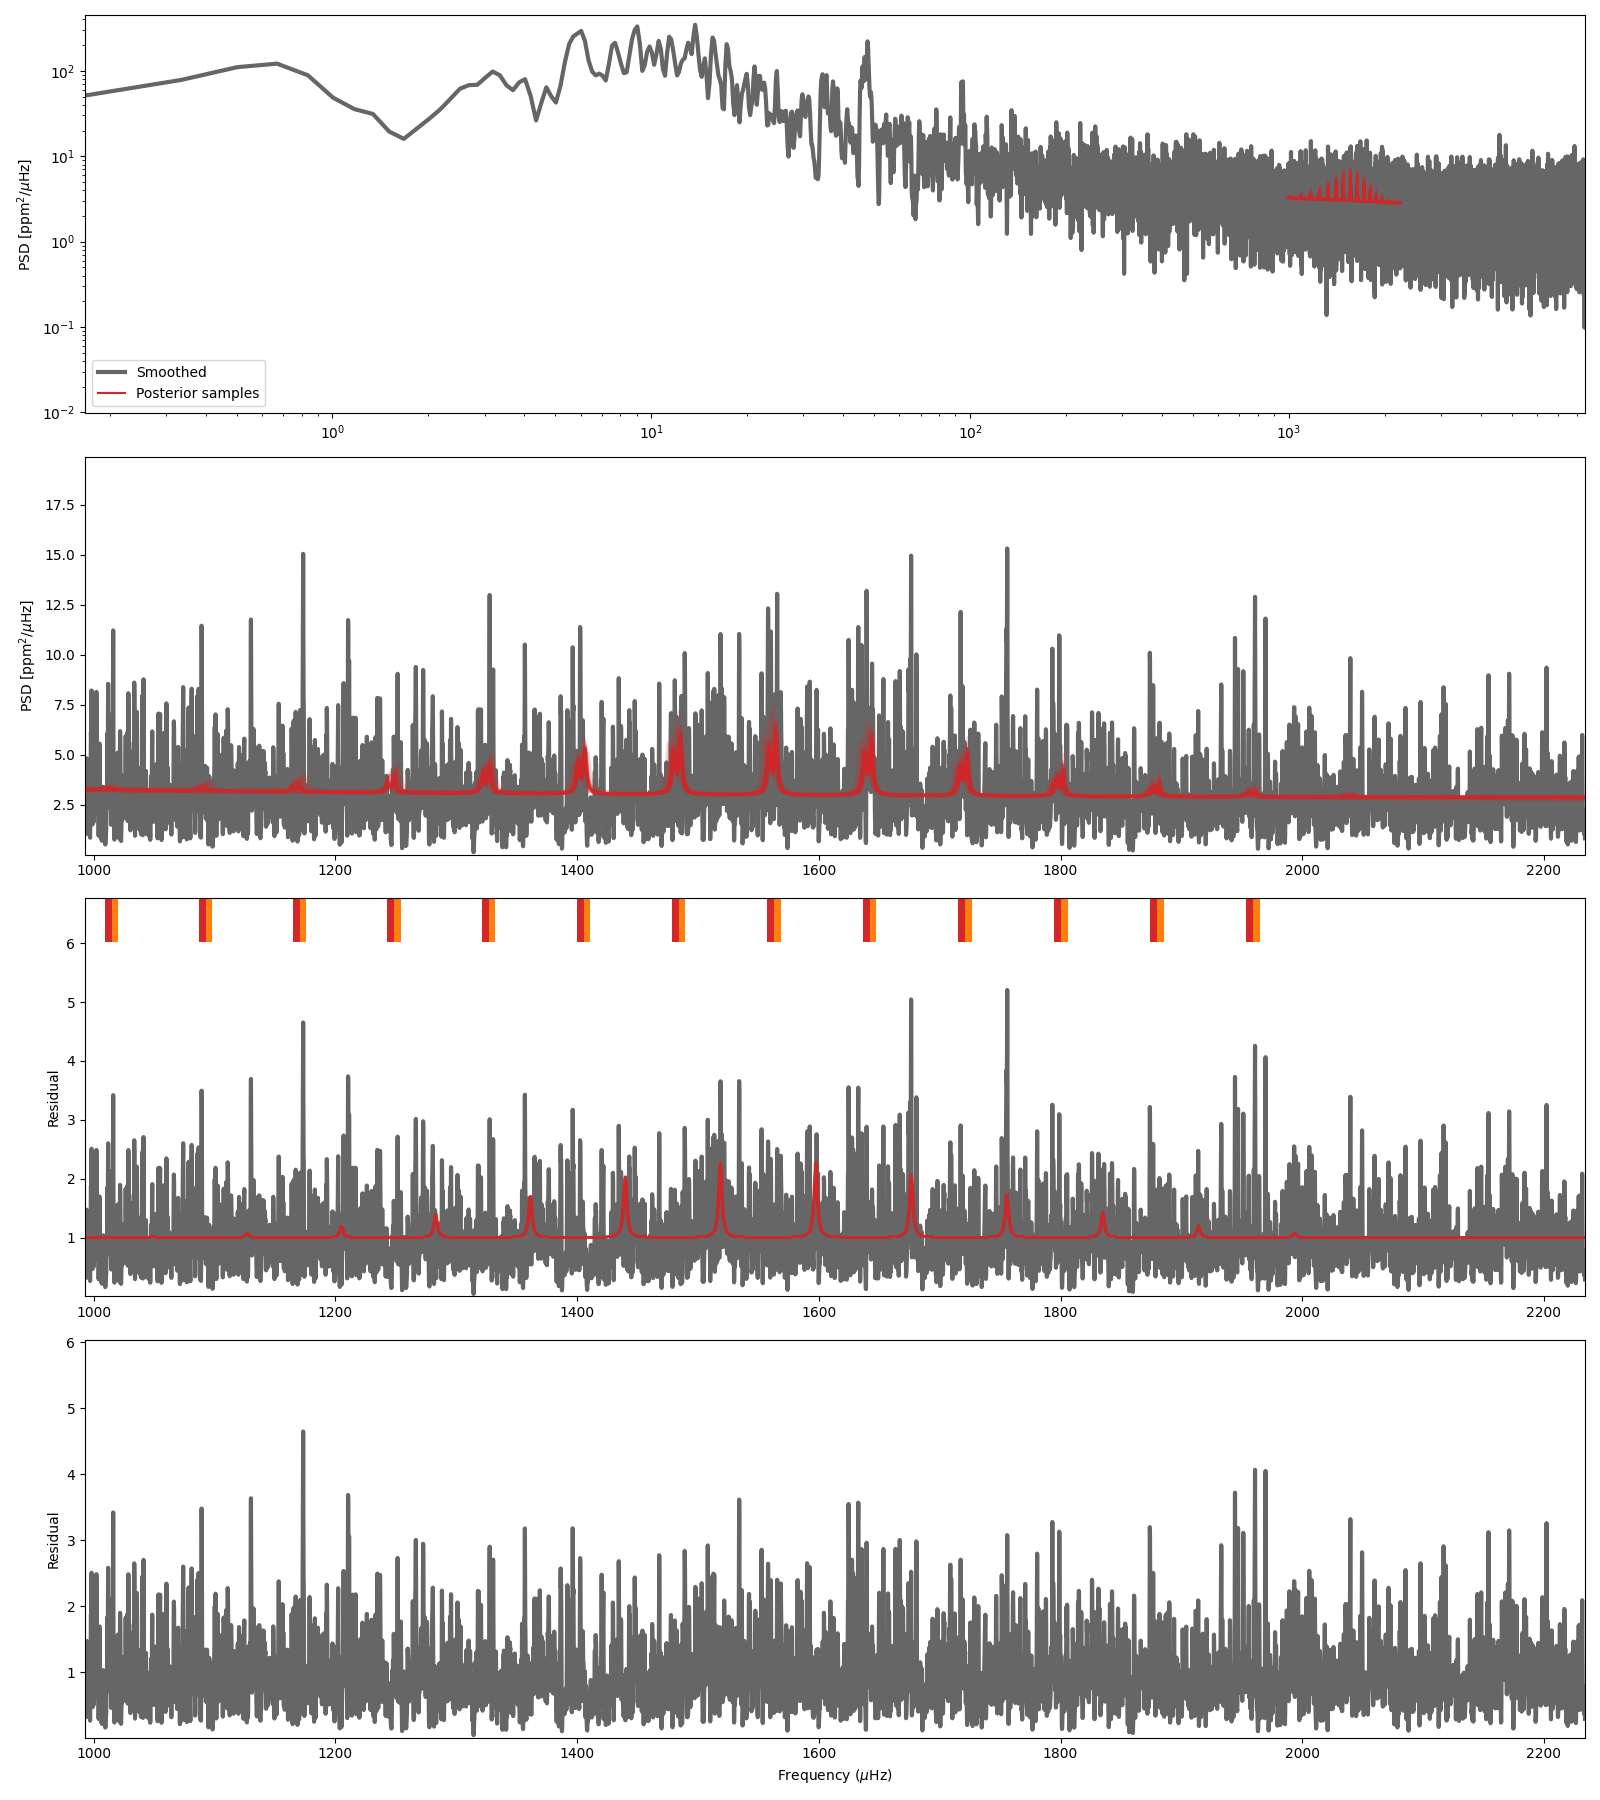 PSD [ppm²/μHz]
10²
10¹
10⁰
10⁻¹
10⁻²
Smoothed
Posterior samples
10⁰ 10¹ 10² 10³
PSD [ppm²/μHz]
17.5
15.0
12.5
10.0
7.5
5.0
2.5
1000 1200 1400 1600 1800 2000 2200
Residual
6
5
4
3
2
1
1000 1200 1400 1600 1800 2000 2200
Residual
6
5
4
3
2
1
1000 1200 1400 1600 1800 2000 2200
Frequency (μHz)